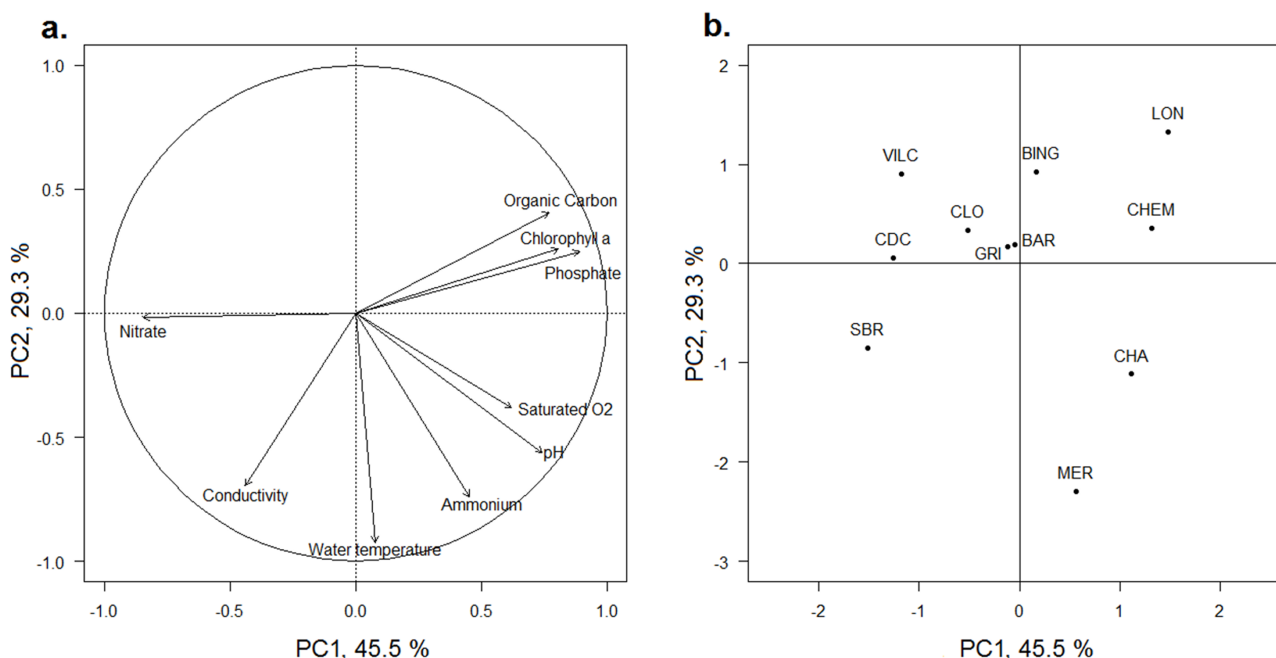 a.
1.0
0.5
0.0
-0.5
-1.0
PC2, 29.3 %
Organic Carbon
Chlorophyll a
Phosphate
Nitrate
Saturated O2
pH
Conductivity
Ammonium
Water temperature
-1.0 -0.5 0.0 0.5 1.0
PC1, 45.5 %
b.
2
1
0
-1
-2
-3
PC2, 29.3 %
LON
VILC BING
CLO CHEM
CDC GRI BAR
SBR
CHA
MER
-2 -1 0 1 2
PC1, 45.5 %